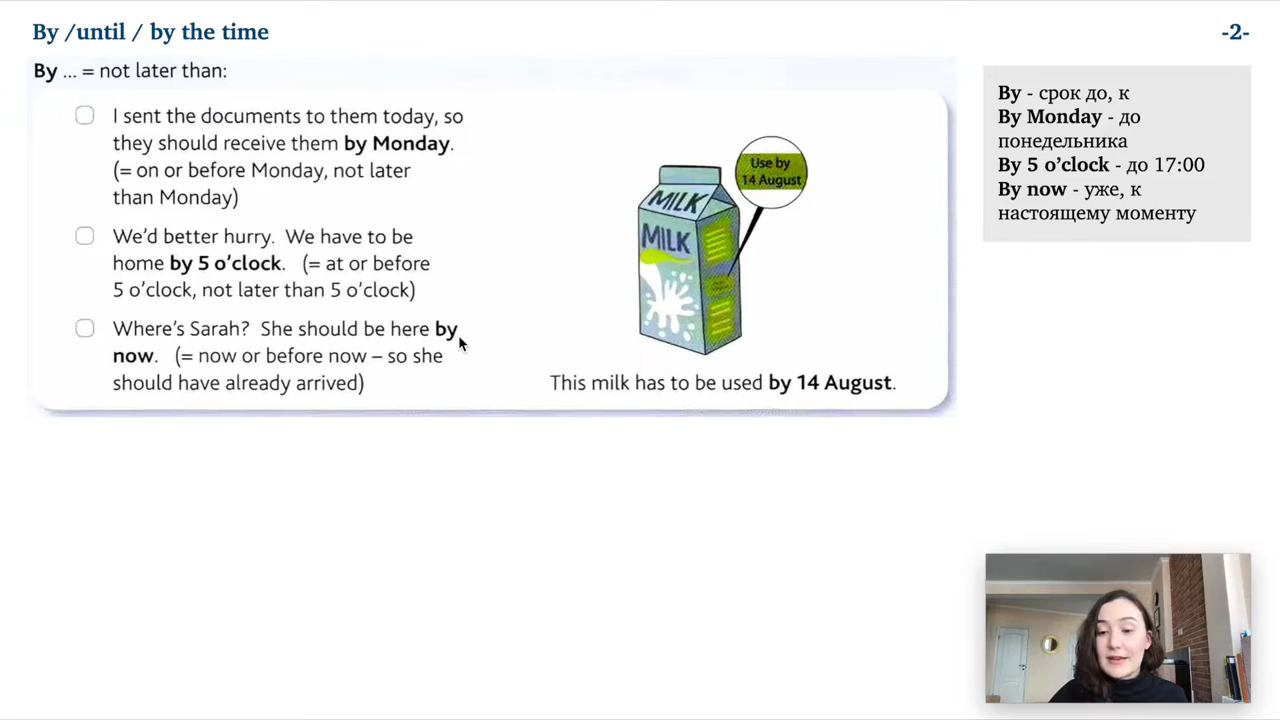 By /until / by the time
-2-
By ... = not later than:
I sent the documents to them today, so
they should receive them by Monday.
(= on or before Monday, not later
than Monday)
We'd better hurry. We have to be
home by 5 o'clock. (= at or before
5 o'clock, not later than 5 o'clock)
Where's Sarah? She should be here by
now. (= now or before now – so she
should have already arrived)
Use by
14 August
MILK
MILK
This milk has to be used by 14 August.
By - срок до, к
By Monday - до
понедельника
By 5 o'clock - до 17:00
By now - уже, к
настоящему моменту